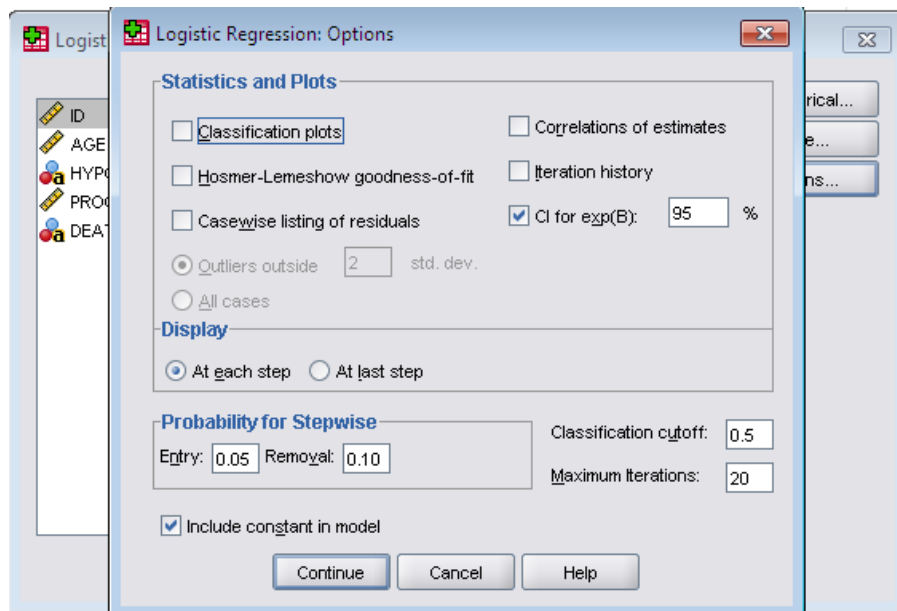 Logist
Logistic Regression: Options
ID
AGE
HYPO
PROC
DEAT
rical...
e...
ns...
Statistics and Plots
Classification plots
Correlations of estimates
Hosmer-Lemeshow goodness-of-fit
Iteration history
Casewise listing of residuals
CI for exp(B): 95 %
Outliers outside 2 std. dev.
All cases
Display
At each step At last step
Probability for Stepwise
Entry: 0.05 Removal: 0.10
Classification cutoff: 0.5
Maximum Iterations: 20
Include constant in model
Continue Cancel Help